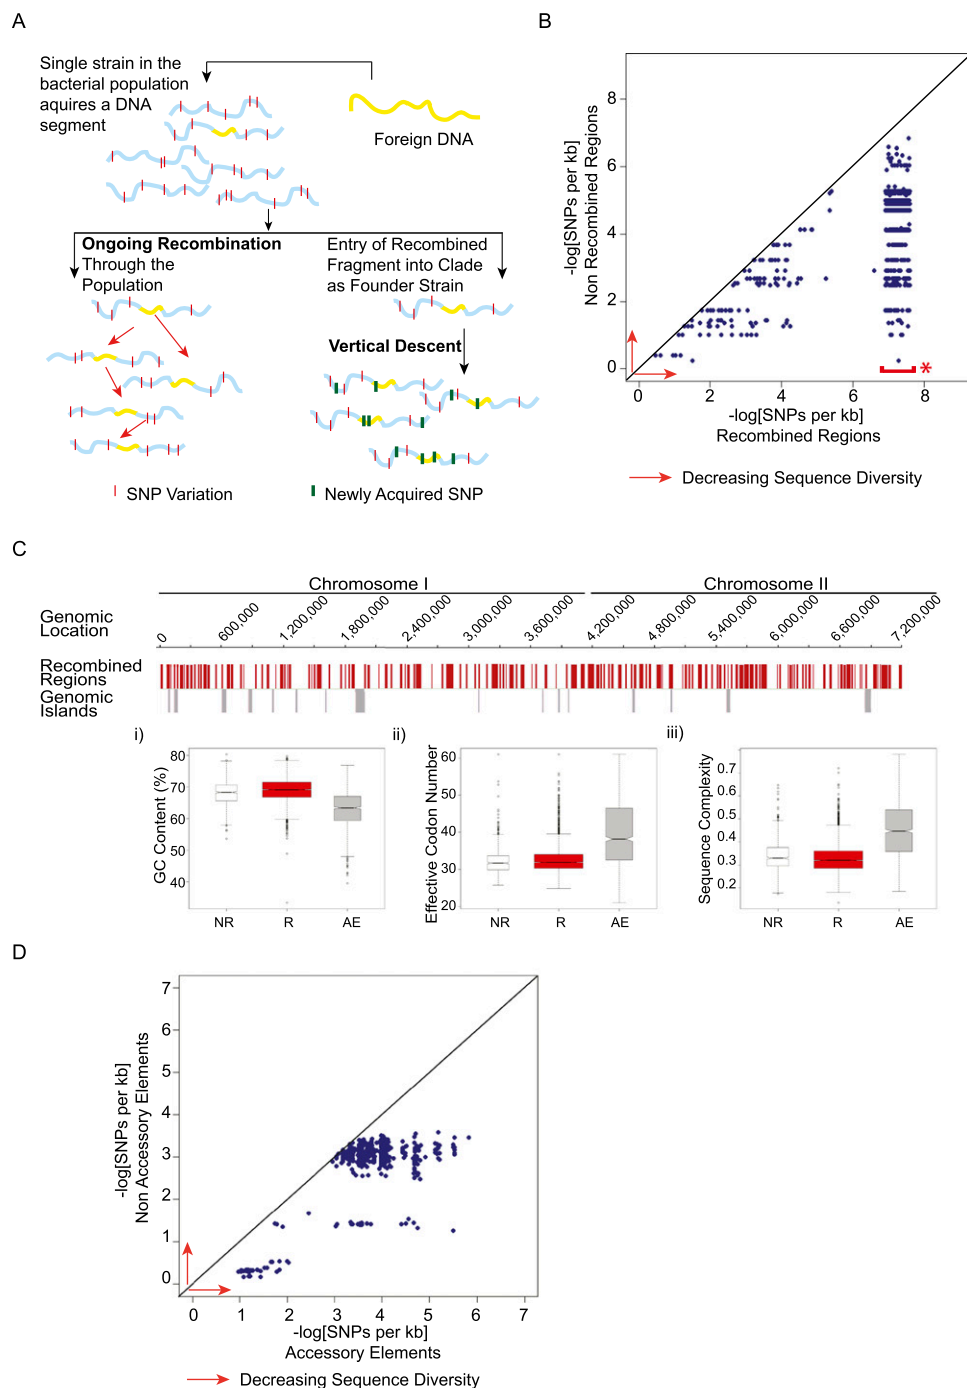 A
Single strain in the
bacterial population
aquires a DNA
segment
Foreign DNA
Ongoing Recombination
Through the
Population
Entry of Recombined
Fragment into Clade
as Founder Strain
Vertical Descent
SNP Variation
Newly Acquired SNP
B
-log[SNPs per kb]
Non Recombined Regions
8
6
4
2
0
0 2 4 6 8
*
-log[SNPs per kb]
Recombined Regions
Decreasing Sequence Diversity
C
Chromosome I
Chromosome II
Genomic
Location
0 600,000 1,200,000 1,800,000 2,400,000 3,000,000 3,600,000 4,200,000 4,800,000 5,400,000 6,000,000 6,600,000 7,200,000
Recombined
Regions
Genomic
Islands
i)
GC Content (%)
80
70
60
50
40
NR R AE
ii)
Effective Codon Number
60
50
40
30
20
NR R AE
iii)
Sequence Complexity
0.7
0.6
0.5
0.4
0.3
0.2
NR R AE
D
-log[SNPs per kb]
Non Accessory Elements
7
6
5
4
3
2
1
0
0 1 2 3 4 5 6 7
-log[SNPs per kb]
Accessory Elements
Decreasing Sequence Diversity